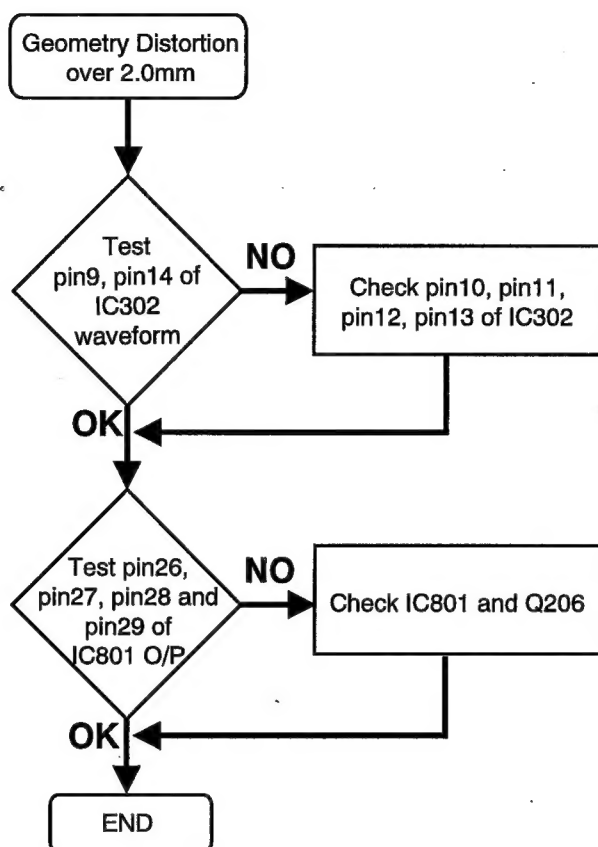 Geometry Distortion
over 2.0mm
Test
pin9, pin14 of
IC302
waveform
NO
Check pin10, pin11,
pin12, pin13 of IC302
OK
Test pin26,
pin27, pin28 and
pin29 of
IC801 O/P
NO
Check IC801 and Q206
OK
END